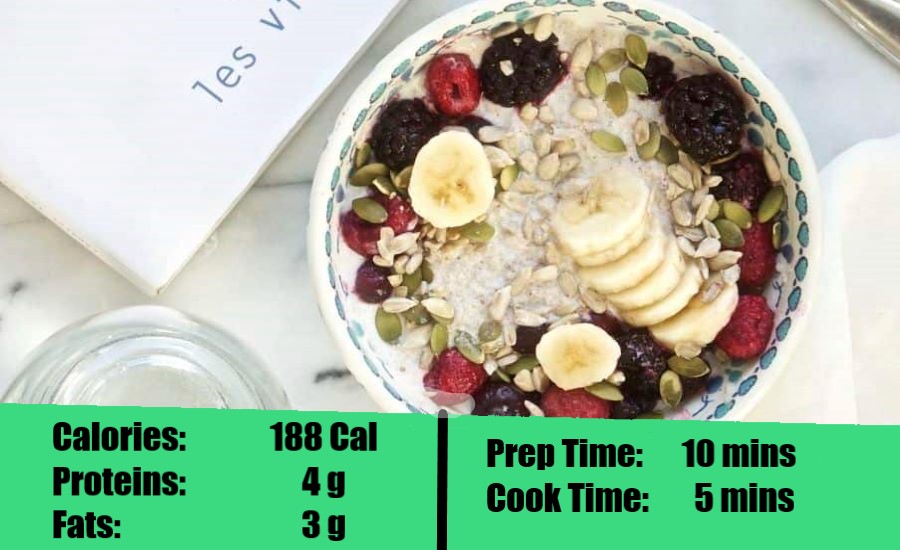 les vi
Calories: 188 Cal
Proteins: 4 g
Fats: 3 g
Prep Time: 10 mins
Cook Time: 5 mins